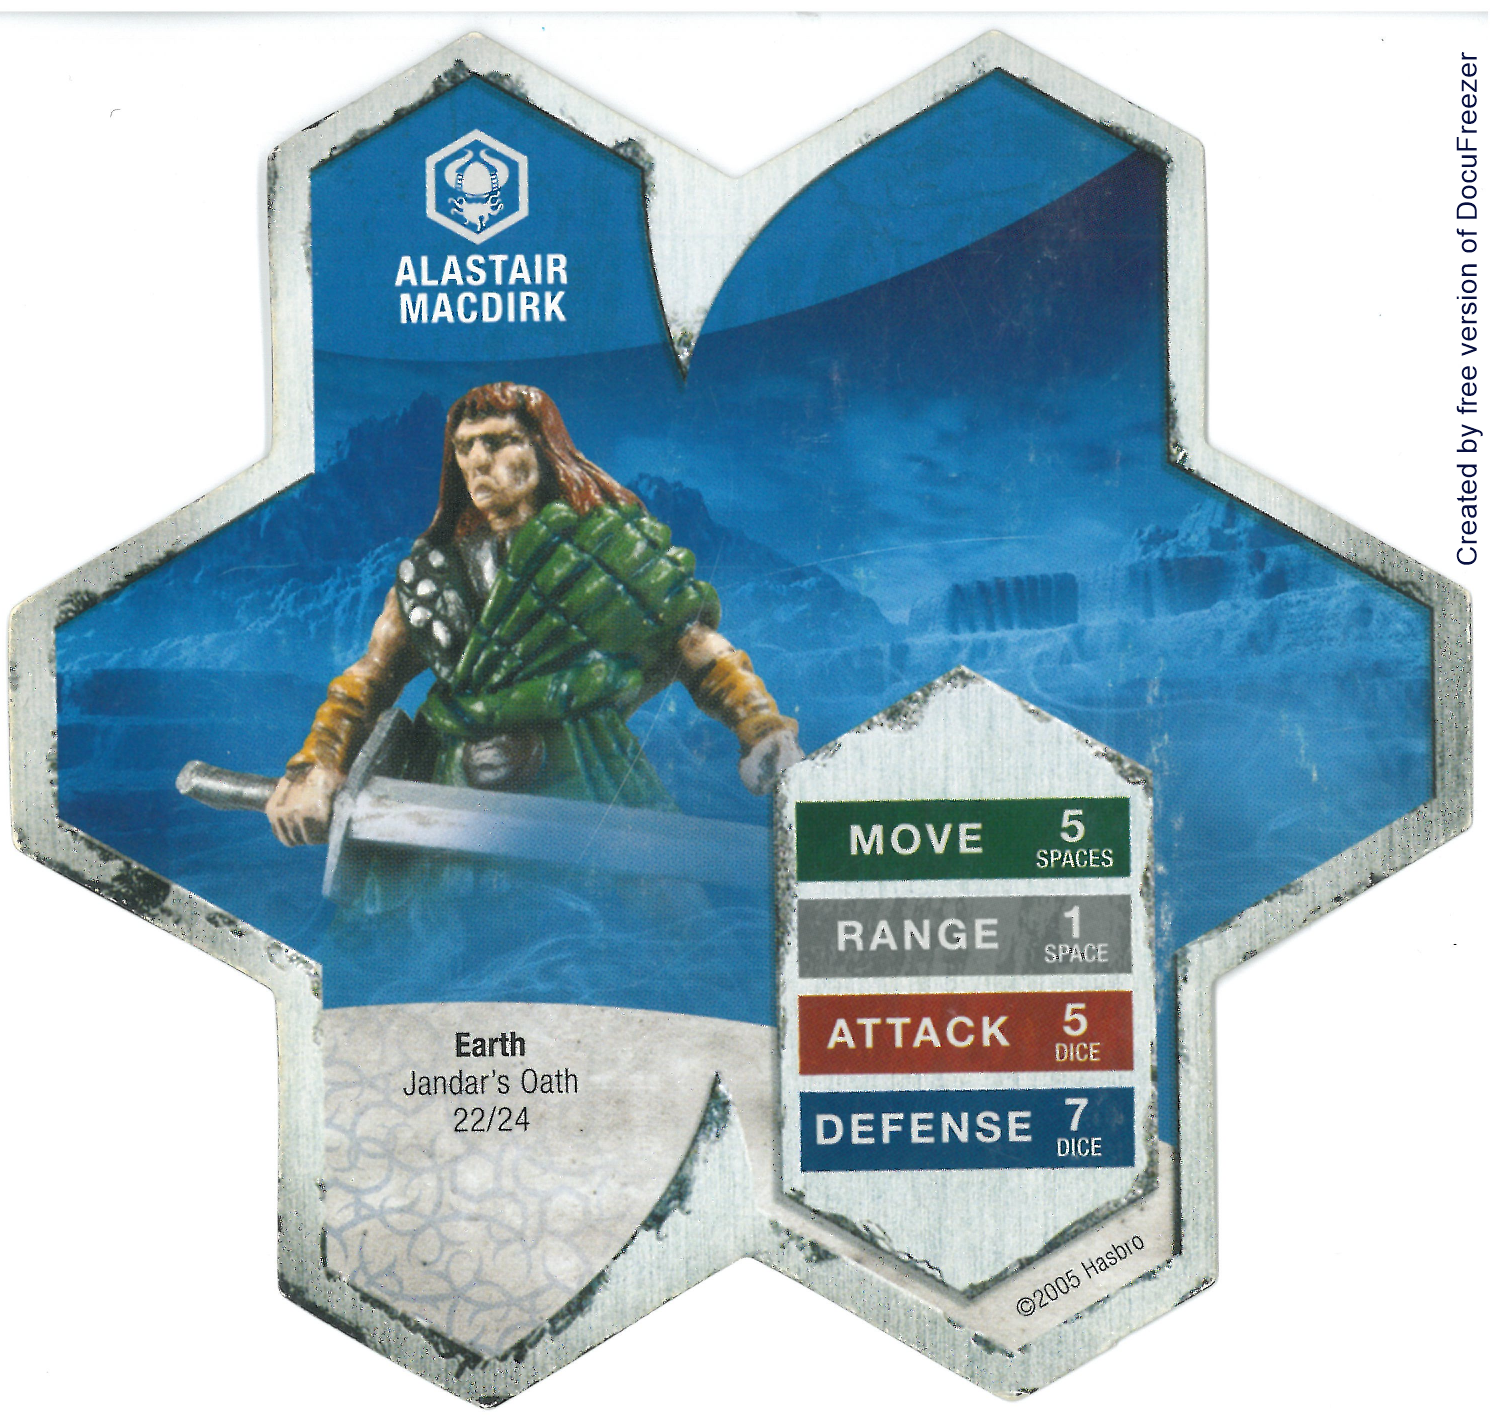 ALASTAIR
MACDIRK
MOVE 5
SPACES
RANGE 1
SPACE
ATTACK 5
DICE
DEFENSE 7
DICE
Earth
Jandar's Oath
22/24
©2005 Hasbro
Created by free version of DocuFreezer